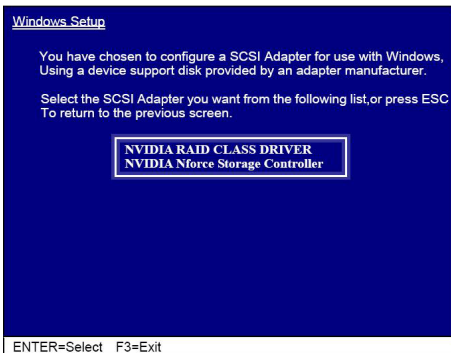 Windows Setup
You have chosen to configure a SCSI Adapter for use with Windows,
Using a device support disk provided by an adapter manufacturer.
Select the SCSI Adapter you want from the following list,or press ESC
To return to the previous screen.
NVIDIA RAID CLASS DRIVER
NVIDIA Nforce Storage Controller
ENTER=Select F3=Exit